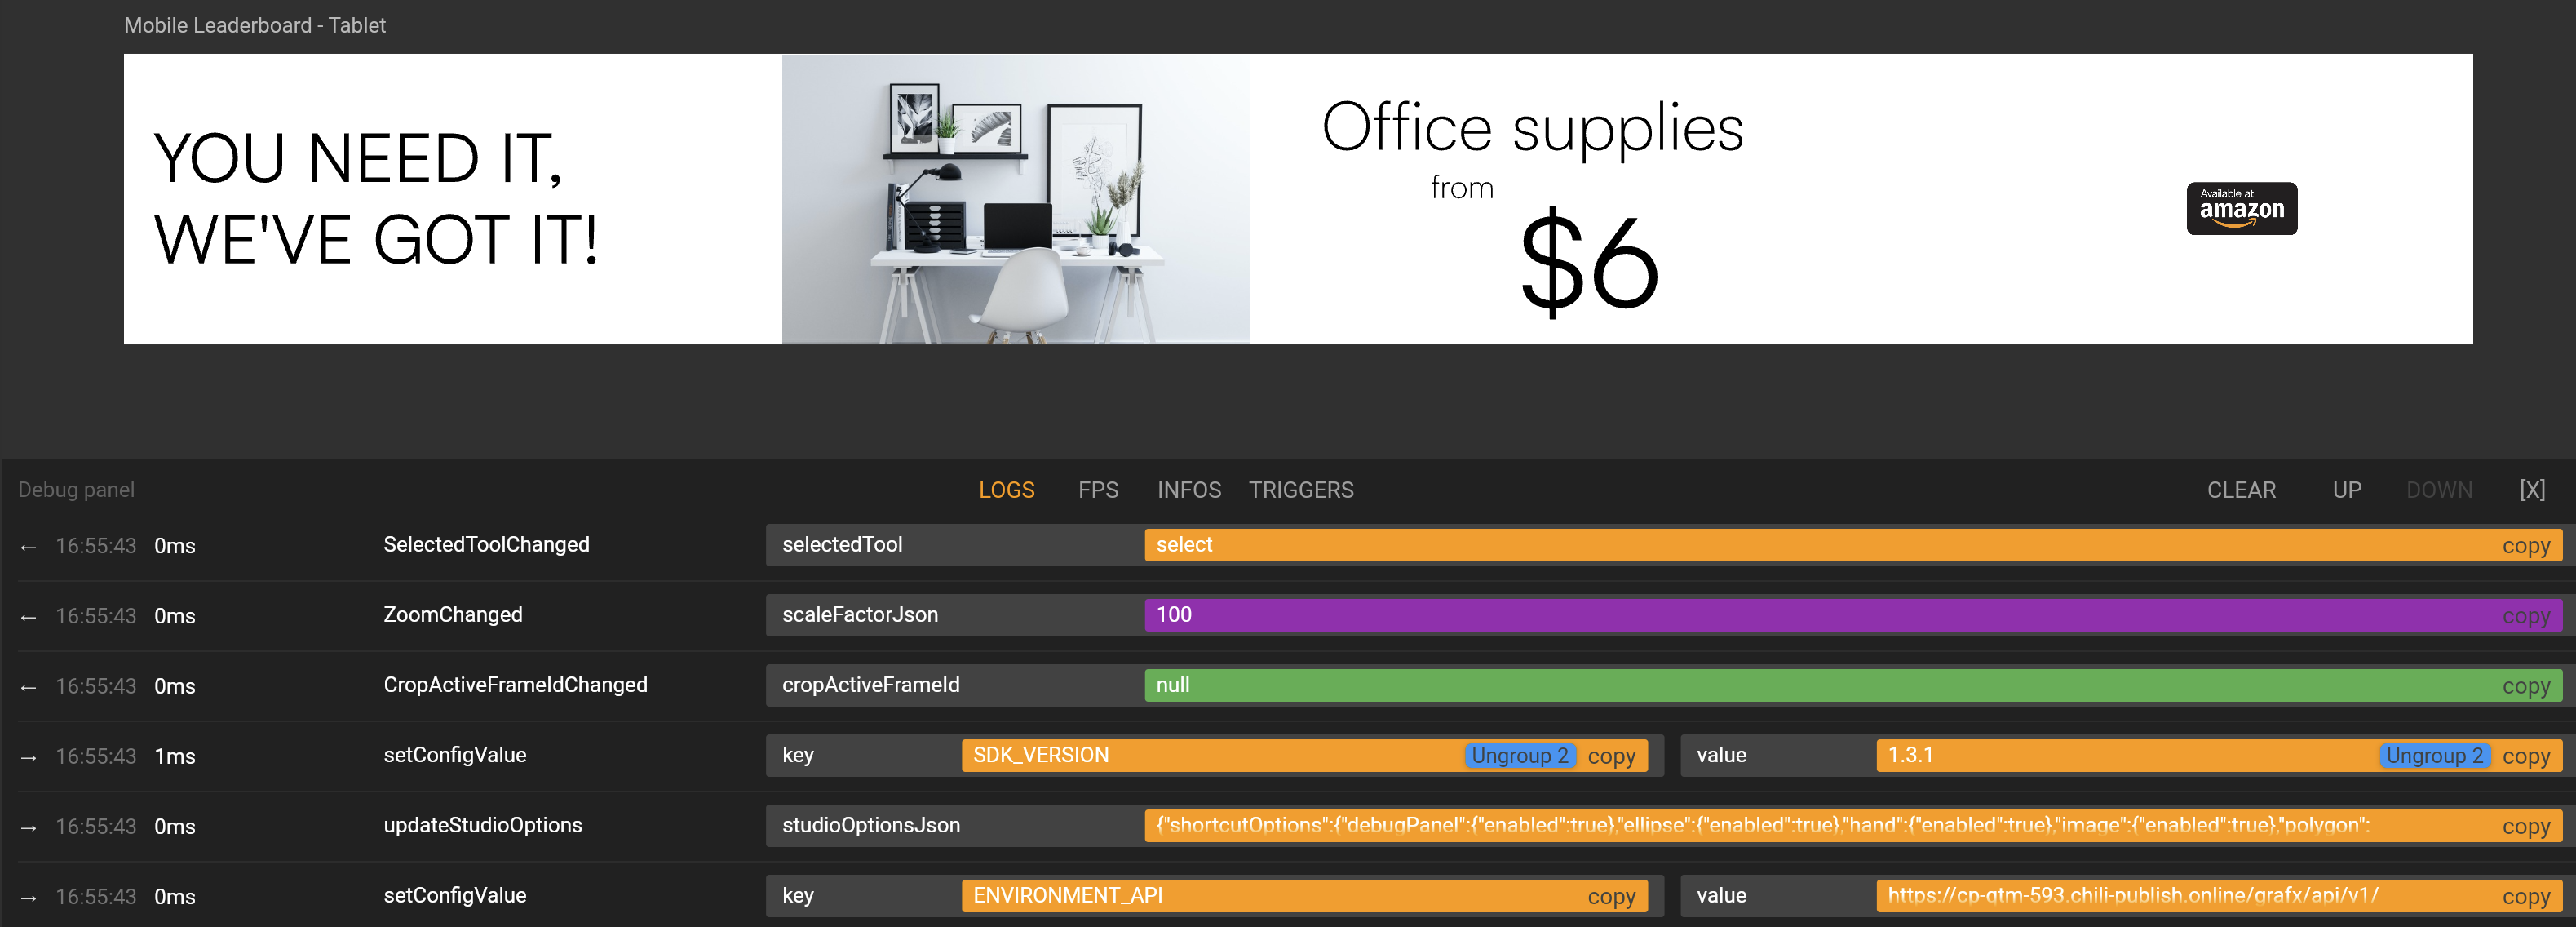 Mobile Leaderboard - Tablet
YOU NEED IT,
WE'VE GOT IT!
Office supplies
from
$6
Available at
amazon
Debug panel LOGS FPS INFOS TRIGGERS CLEAR UP DOWN [X]
← 16:55:43 0ms SelectedToolChanged selectedTool select copy
← 16:55:43 0ms ZoomChanged scaleFactorJson 100 copy
← 16:55:43 0ms CropActiveFrameIdChanged cropActiveFrameId null copy
→ 16:55:43 1ms setConfigValue key SDK_VERSION Ungroup 2 copy value 1.3.1 Ungroup 2 copy
→ 16:55:43 0ms updateStudioOptions studioOptionsJson {"shortcutOptions":{"debugPanel":{"enabled":true},"ellipse":{"enabled":true},"hand":{"enabled":true},"image":{"enabled":true},"polygon": copy
→ 16:55:43 0ms setConfigValue key ENVIRONMENT_API copy value https://cp-qtm-593.chili-publish.online/grafx/api/v1/ copy